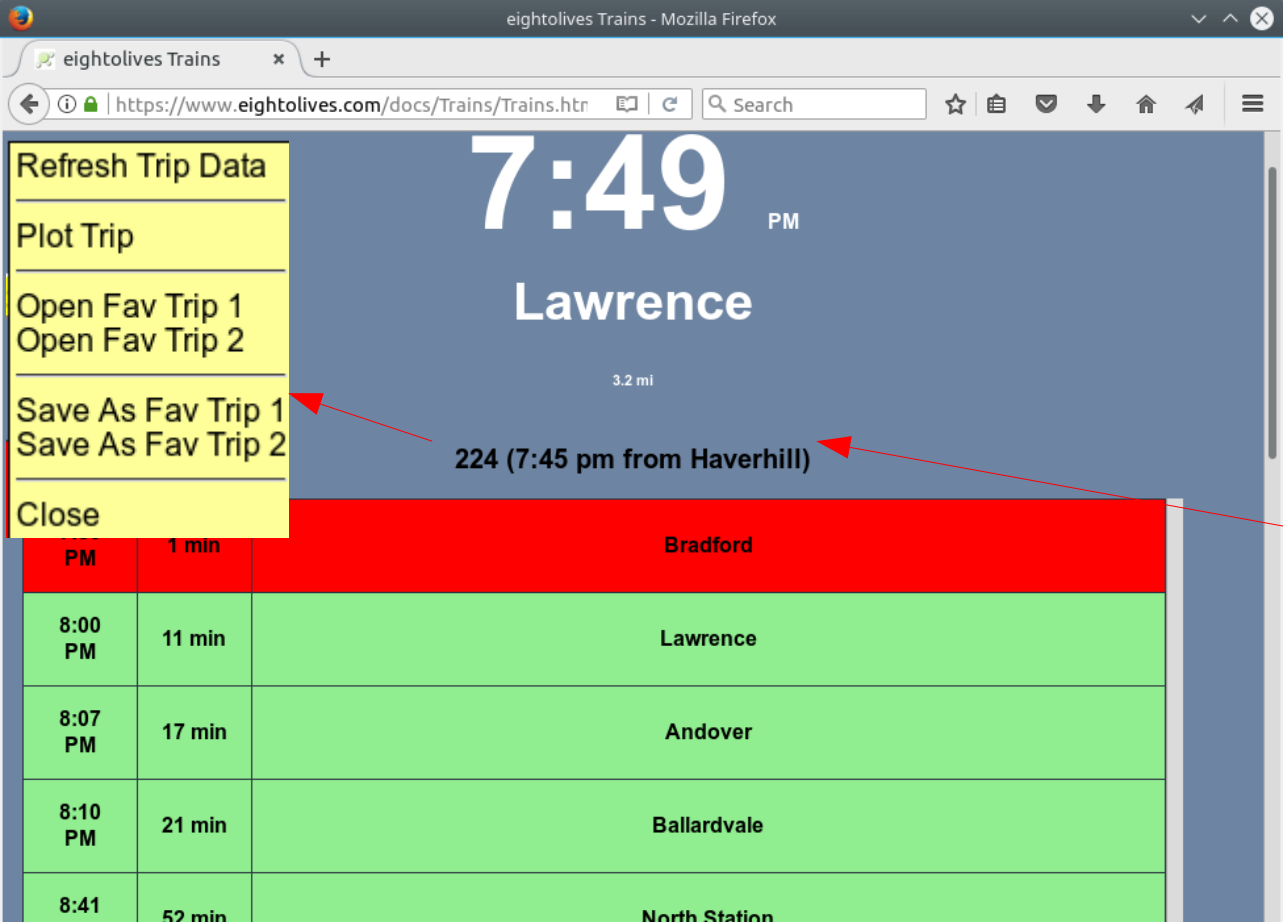 eightolives Trains - Mozilla Firefox
eightolives Trains
https://www.eightolives.com/docs/Trains/Trains.htm
Search
Refresh Trip Data
Plot Trip
Open Fav Trip 1
Open Fav Trip 2
Save As Fav Trip 1
Save As Fav Trip 2
Close
7:49 PM
Lawrence
3.2 mi
224 (7:45 pm from Haverhill)
PM 1 min Bradford
8:00 PM 11 min Lawrence
8:07 PM 17 min Andover
8:10 PM 21 min Ballardvale
8:41 52 min North Station